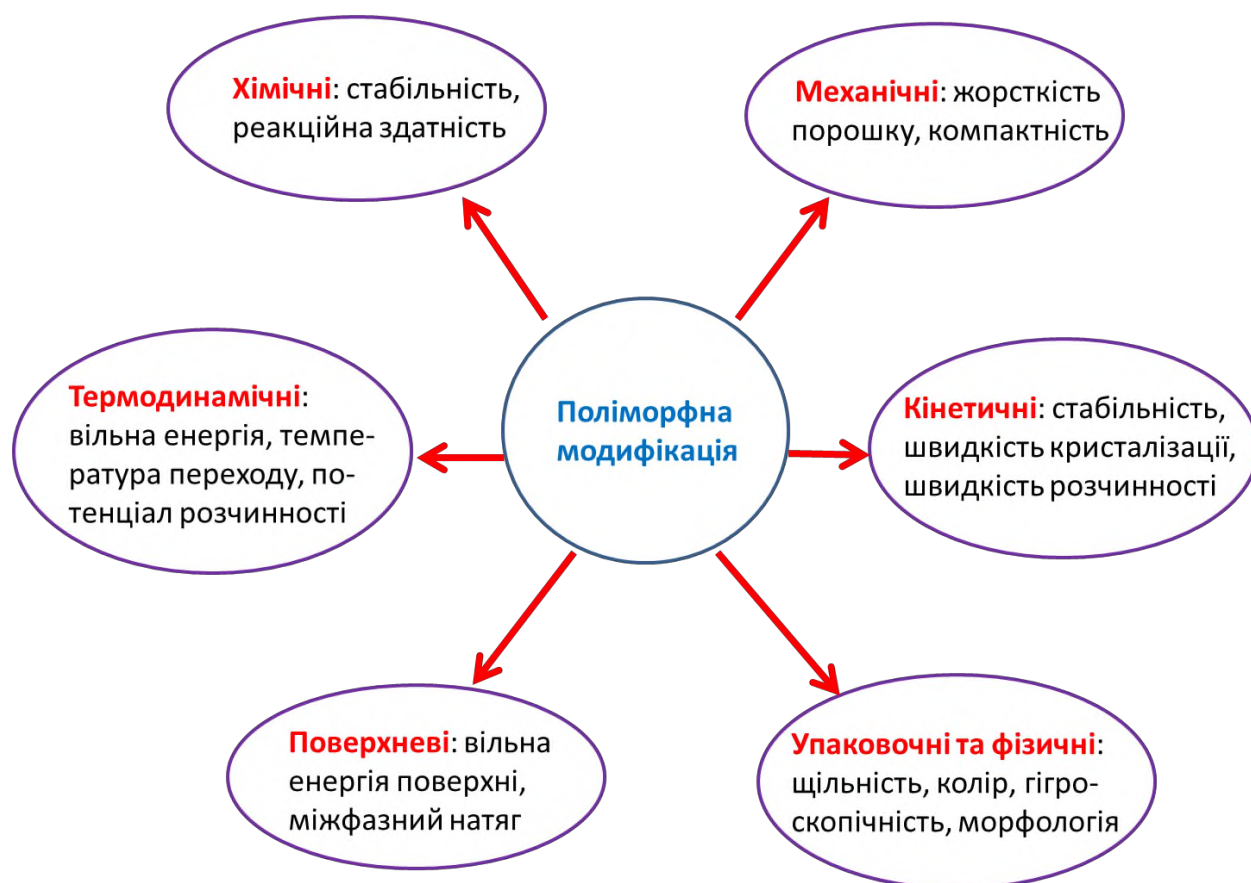 Хімічні: стабільність,
реакційна здатність
Механічні: жорсткість
порошку, компактність
Термодинамічні:
вільна енергія, темпе-
ратура переходу, по-
тенціал розчинності
Поліморфна
модифікація
Кінетичні: стабільність,
швидкість кристалізації,
швидкість розчинності
Поверхневі: вільна
енергія поверхні,
міжфазний натяг
Упаковочні та фізичні:
щільність, колір, гігро-
скопічність, морфологія